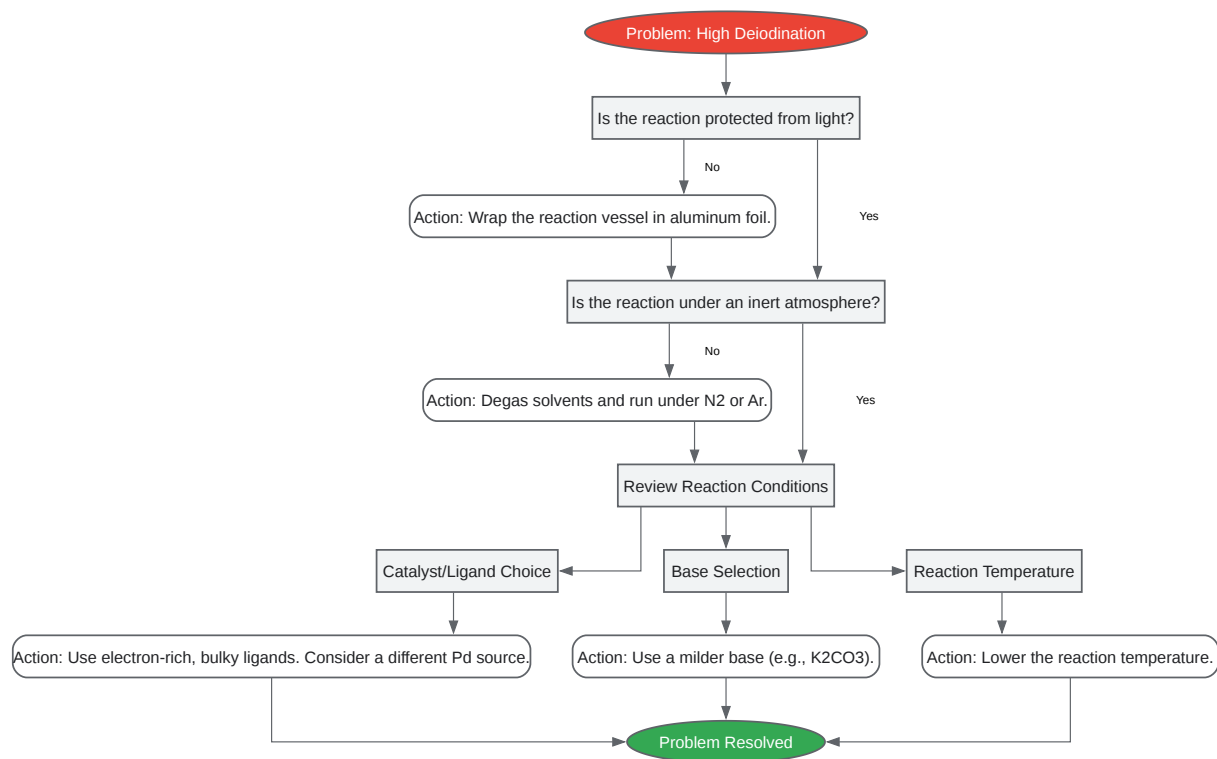 Problem: High Deiodination
Is the reaction protected from light?
No
Action: Wrap the reaction vessel in aluminum foil.
Yes
Is the reaction under an inert atmosphere?
No
Action: Degas solvents and run under N2 or Ar.
Yes
Review Reaction Conditions
Catalyst/Ligand Choice
Base Selection
Reaction Temperature
Action: Use electron-rich, bulky ligands. Consider a different Pd source.
Action: Use a milder base (e.g., K2CO3).
Action: Lower the reaction temperature.
Problem Resolved